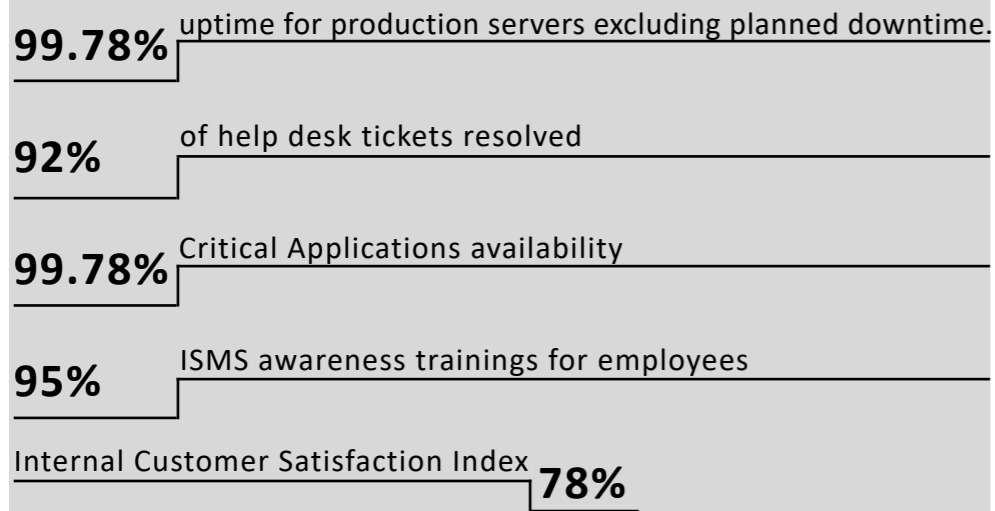 99.78% uptime for production servers excluding planned downtime.
92% of help desk tickets resolved
99.78% Critical Applications availability
95% ISMS awareness trainings for employees
Internal Customer Satisfaction Index 78%